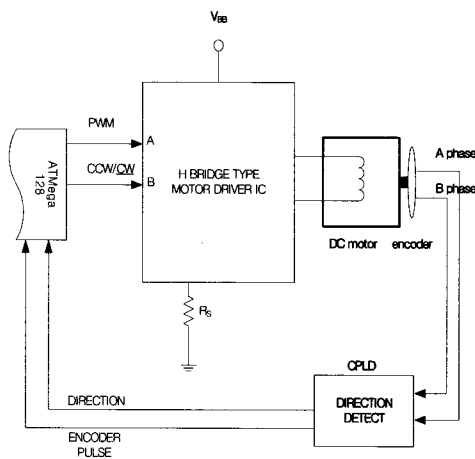 VBB
PWM
A
CCW/CW
B
ATMega
128
H BRIDGE TYPE
MOTOR DRIVER IC
A phase
B phase
DC motor
encoder
RS
CPLD
DIRECTION
DETECT
DIRECTION
ENCODER
PULSE